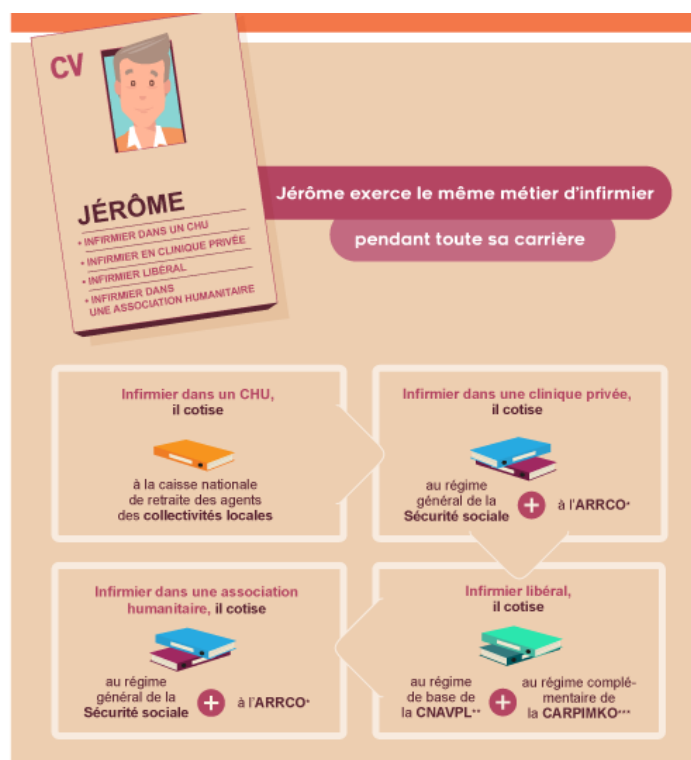 CV
JÉRÔME
• INFIRMIER DANS UN CHU
• INFIRMIER EN CLINIQUE PRIVÉE
• INFIRMIER LIBÉRAL
• INFIRMIER DANS
UNE ASSOCIATION HUMANITAIRE
Jérôme exerce le même métier d'infirmier
pendant toute sa carrière
Infirmier dans un CHU,
il cotise
à la caisse nationale
de retraite des agents
des collectivités locales
Infirmier dans une clinique privée,
il cotise
au régime
général de la
Sécurité sociale
+
à l'ARRCO*
Infirmier dans une association
humanitaire, il cotise
au régime
général de la
Sécurité sociale
+
à l'ARRCO*
Infirmier libéral,
il cotise
au régime
de base de
la CNAVPL**
+
au régime complé-
mentaire de
la CARPIMKO***